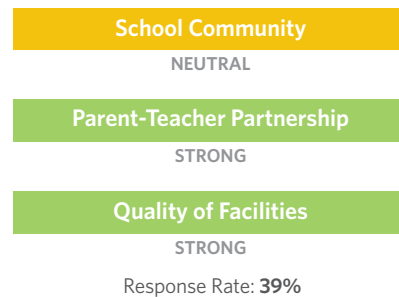 School Community
NEUTRAL
Parent-Teacher Partnership
STRONG
Quality of Facilities
STRONG
Response Rate: 39%